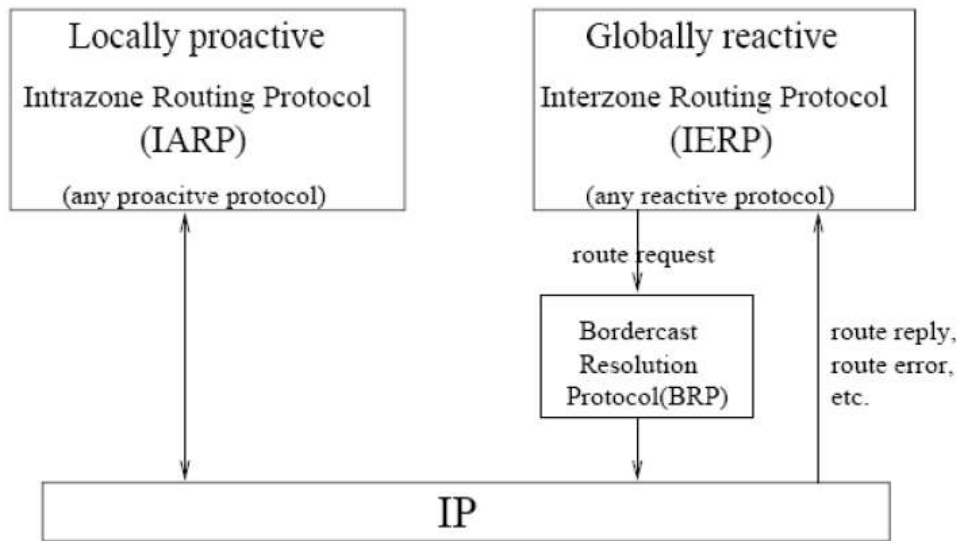 Locally proactive
Intrazone Routing Protocol
(IARP)
(any proacitve protocol)
Globally reactive
Interzone Routing Protocol
(IERP)
(any reactive protocol)
route request
Bordercast
Resolution
Protocol(BRP)
route reply,
route error,
etc.
IP